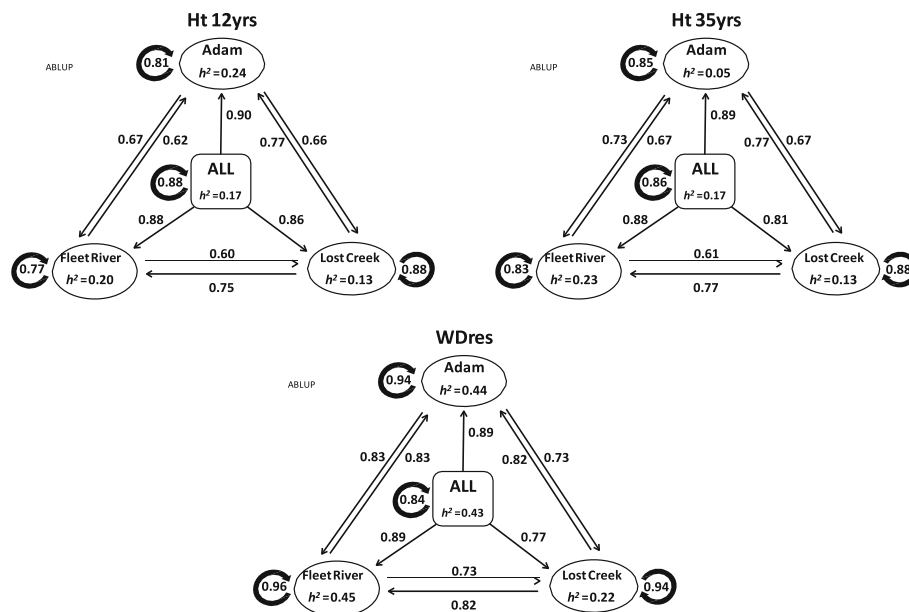 Ht 12yrs
ABLUP
0.81
Adam
h² = 0.24
0.67
0.62
0.90
0.77
0.66
0.88
ALL
h² = 0.17
0.88
0.86
0.77
Fleet River
h² = 0.20
0.60
0.75
Lost Creek
h² = 0.13
0.88
Ht 35yrs
ABLUP
0.85
Adam
h² = 0.05
0.73
0.67
0.89
0.77
0.67
0.86
ALL
h² = 0.17
0.88
0.81
0.83
Fleet River
h² = 0.23
0.61
0.77
Lost Creek
h² = 0.13
0.88
WDres
ABLUP
0.94
Adam
h² = 0.44
0.83
0.83
0.89
0.82
0.73
0.84
ALL
h² = 0.43
0.89
0.77
0.96
Fleet River
h² = 0.45
0.73
0.82
Lost Creek
h² = 0.22
0.94